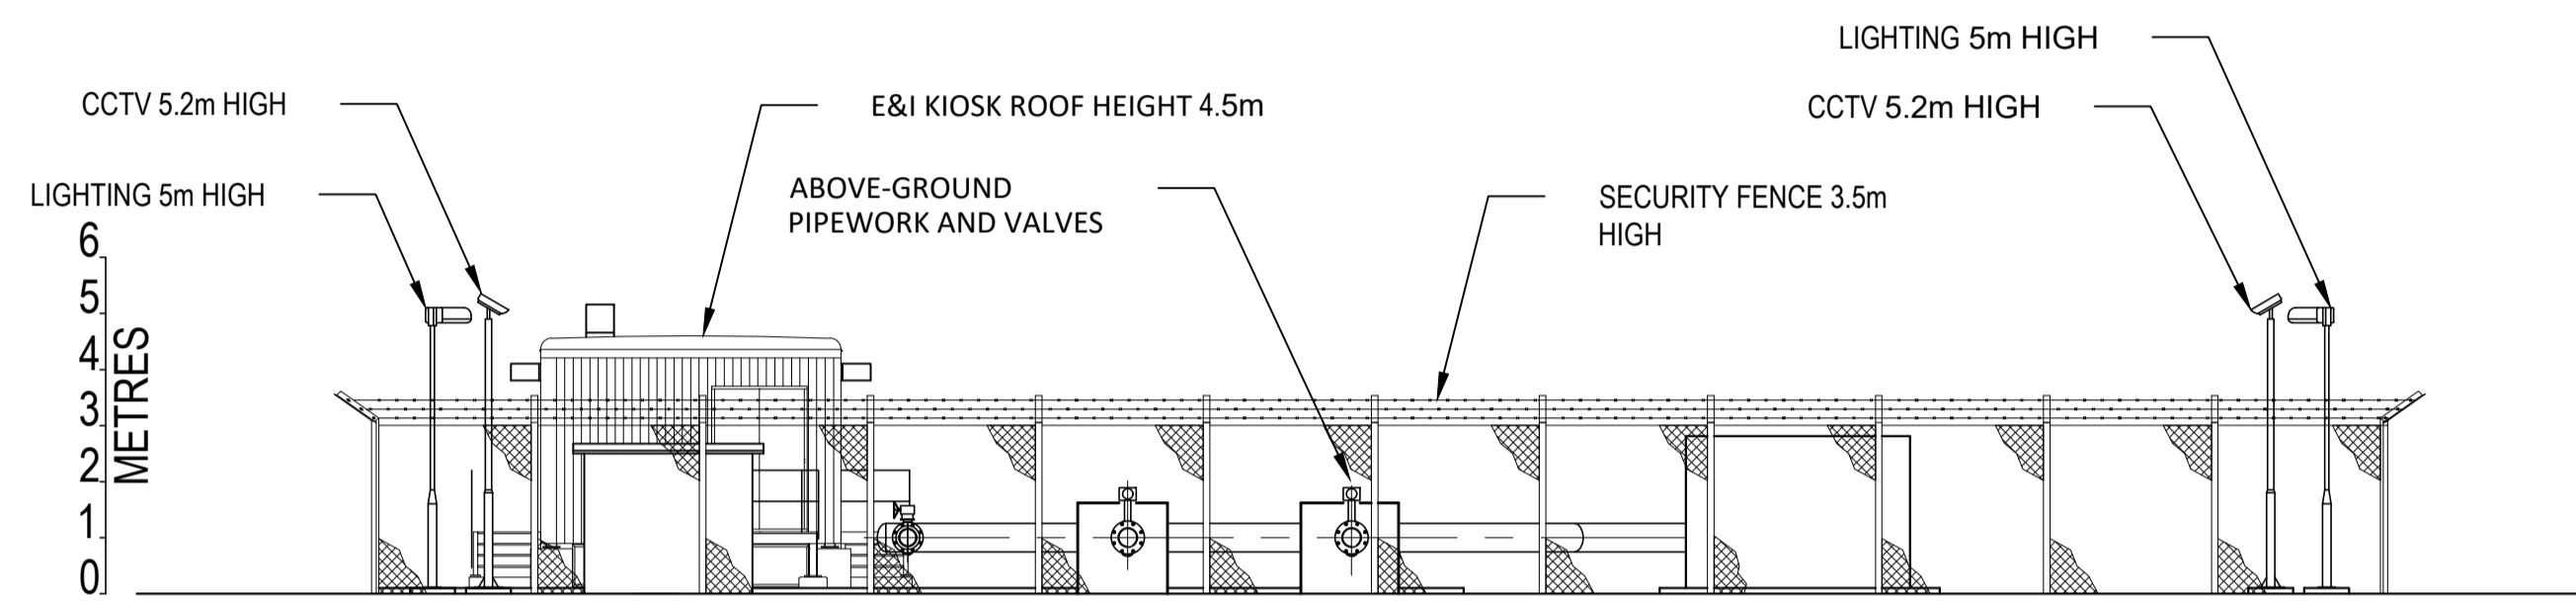 LIGHTING 5m HIGH
CCTV 5.2m HIGH
E&I KIOSK ROOF HEIGHT 4.5m
CCTV 5.2m HIGH
ABOVE-GROUND
PIPEWORK AND VALVES
LIGHTING 5m HIGH
SECURITY FENCE 3.5m
HIGH
6
5
4
3
2
1
0
METRES